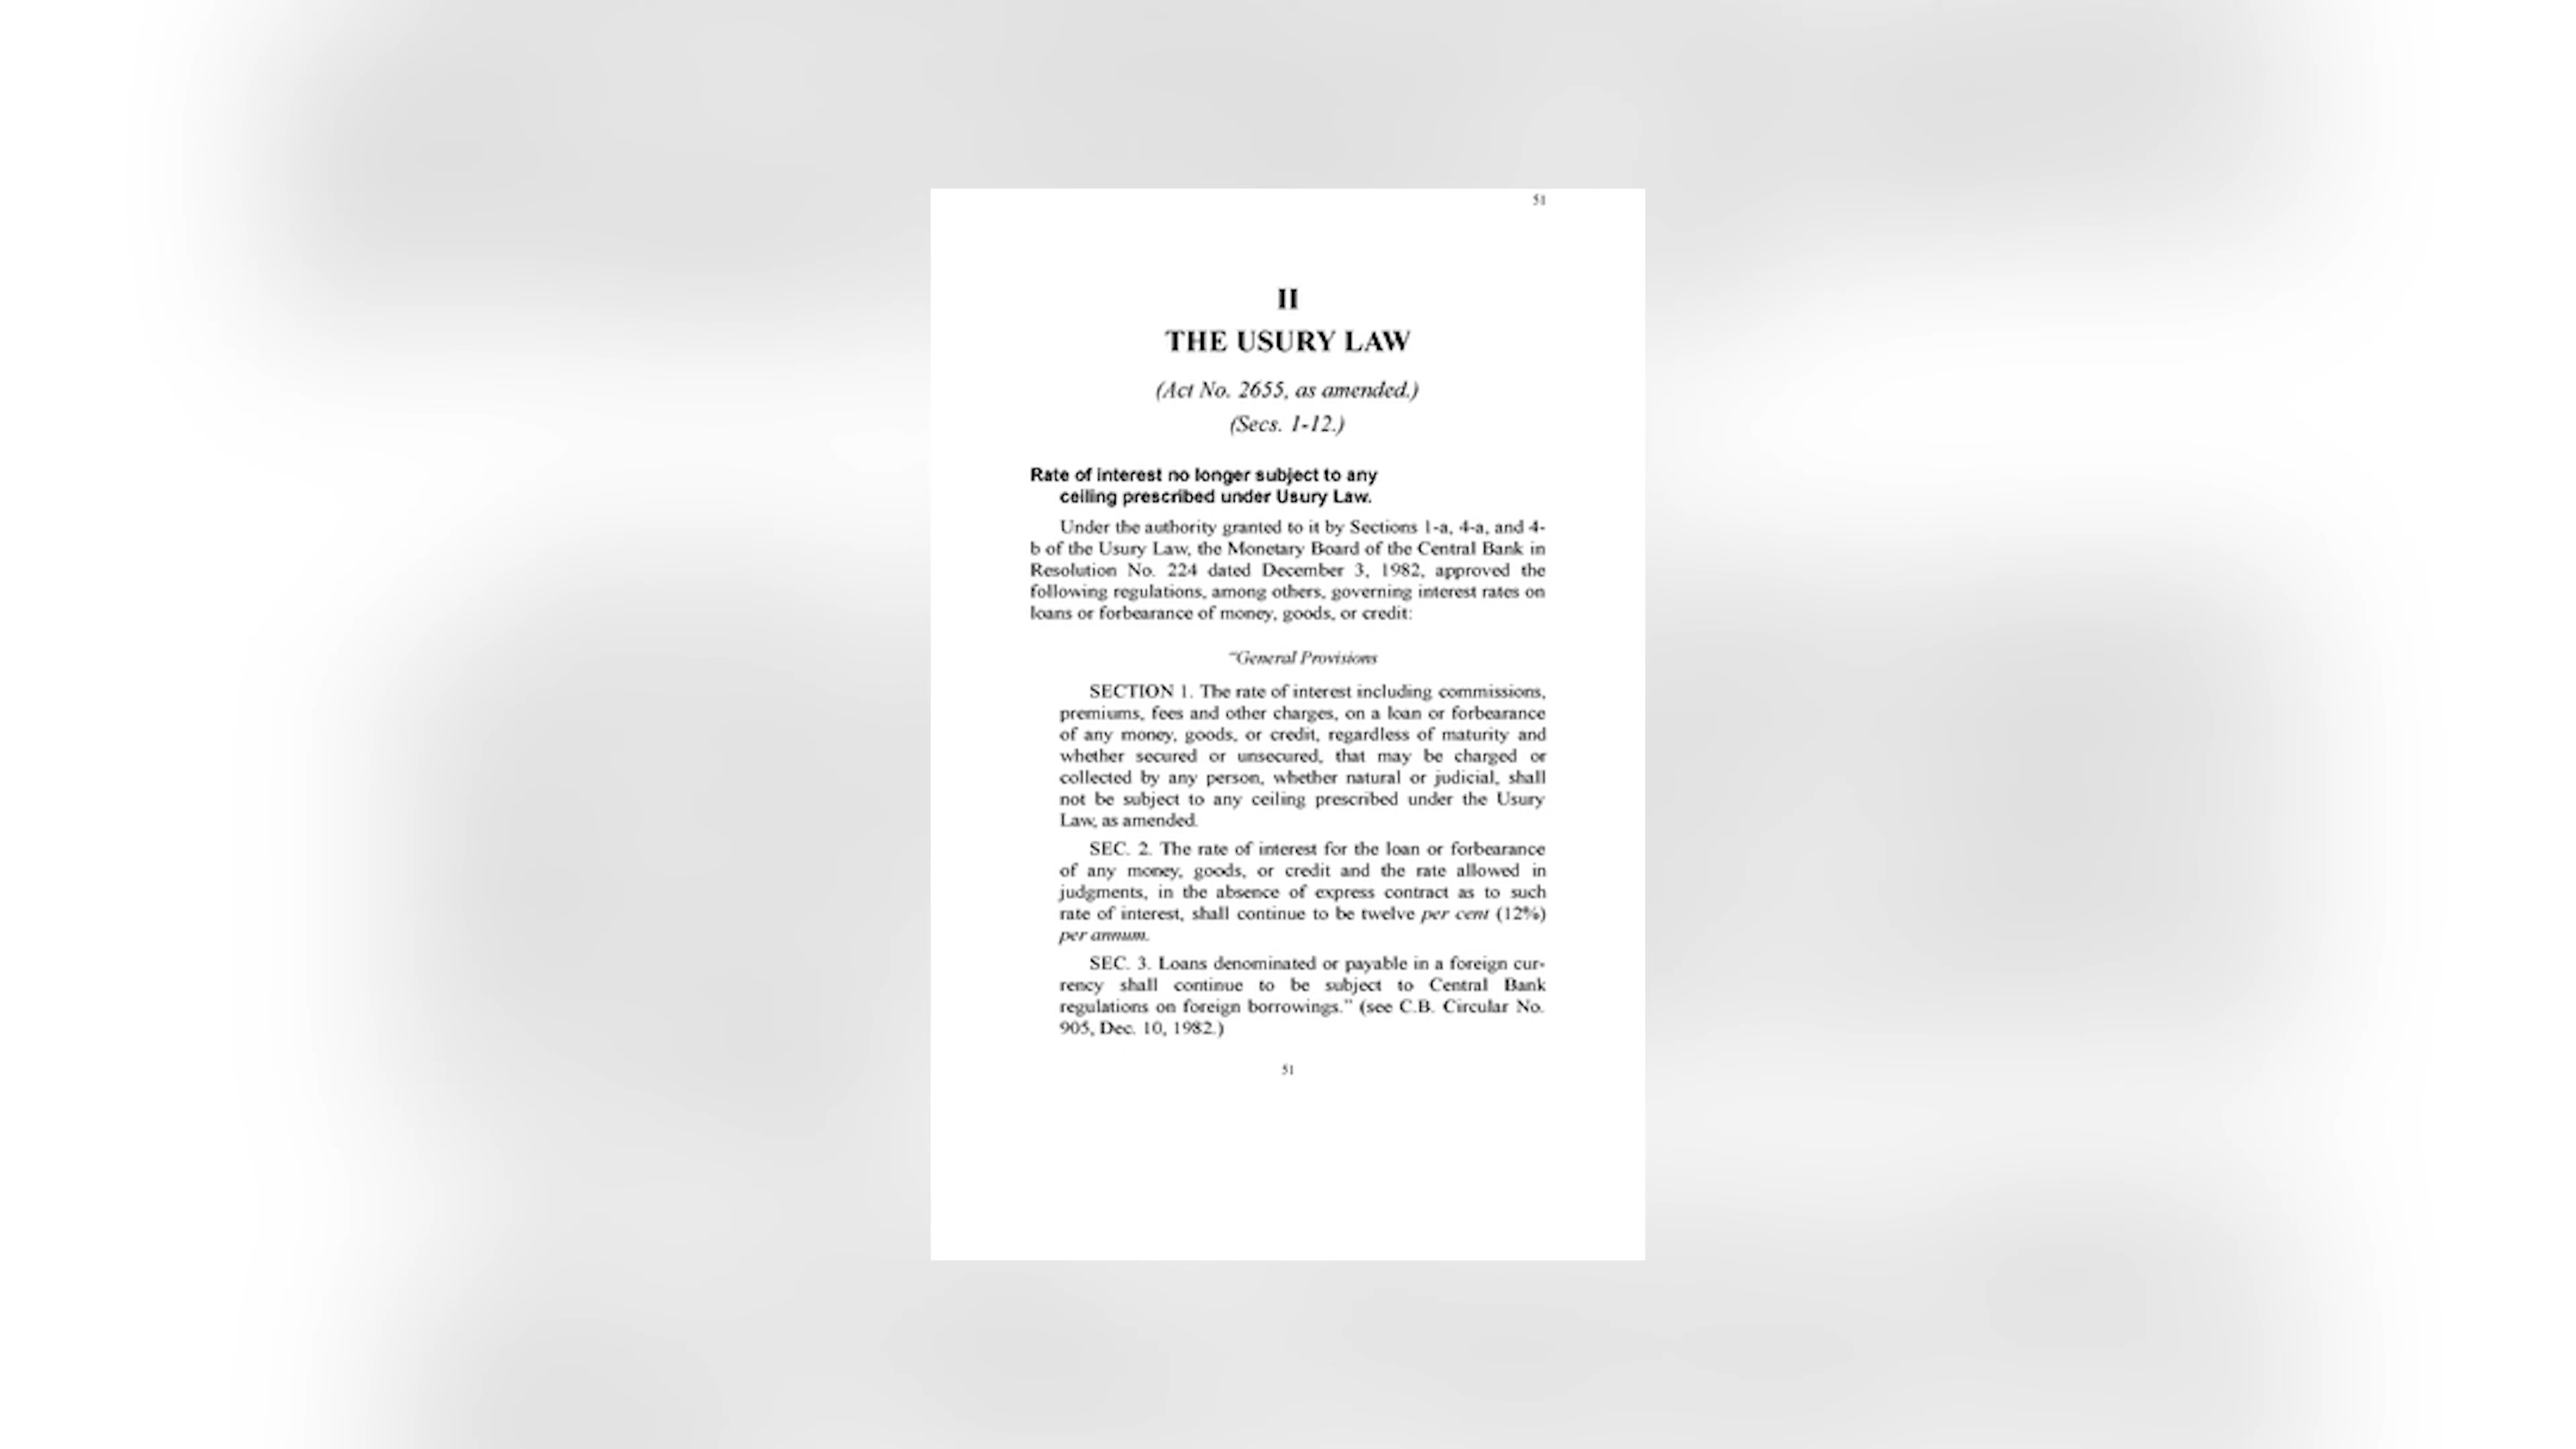 51
II
THE USURY LAW
(Act No. 2655, as amended.)
(Secs. 1-12.)
Rate of interest no longer subject to any
ceiling prescribed under Usury Law.
Under the authority granted to it by Sections 1-a, 4-a, and 4-
b of the Usury Law, the Monetary Board of the Central Bank in
Resolution No. 224 dated December 3, 1982, approved the
following regulations, among others, governing interest rates on
loans or forbearance of money, goods, or credit:
"General Provisions
SECTION 1. The rate of interest including commissions,
premiums, fees and other charges, on a loan or forbearance
of any money, goods, or credit, regardless of maturity and
whether secured or unsecured, that may be charged or
collected by any person, whether natural or judicial, shall
not be subject to any ceiling prescribed under the Usury
Law, as amended.
SEC. 2. The rate of interest for the loan or forbearance
of any money, goods, or credit and the rate allowed in
judgments, in the absence of express contract as to such
rate of interest, shall continue to be twelve per cent (12%)
per annum.
SEC. 3. Loans denominated or payable in a foreign cur-
rency shall continue to be subject to Central Bank
regulations on foreign borrowings." (see C.B. Circular No.
905, Dec. 10, 1982.)
51